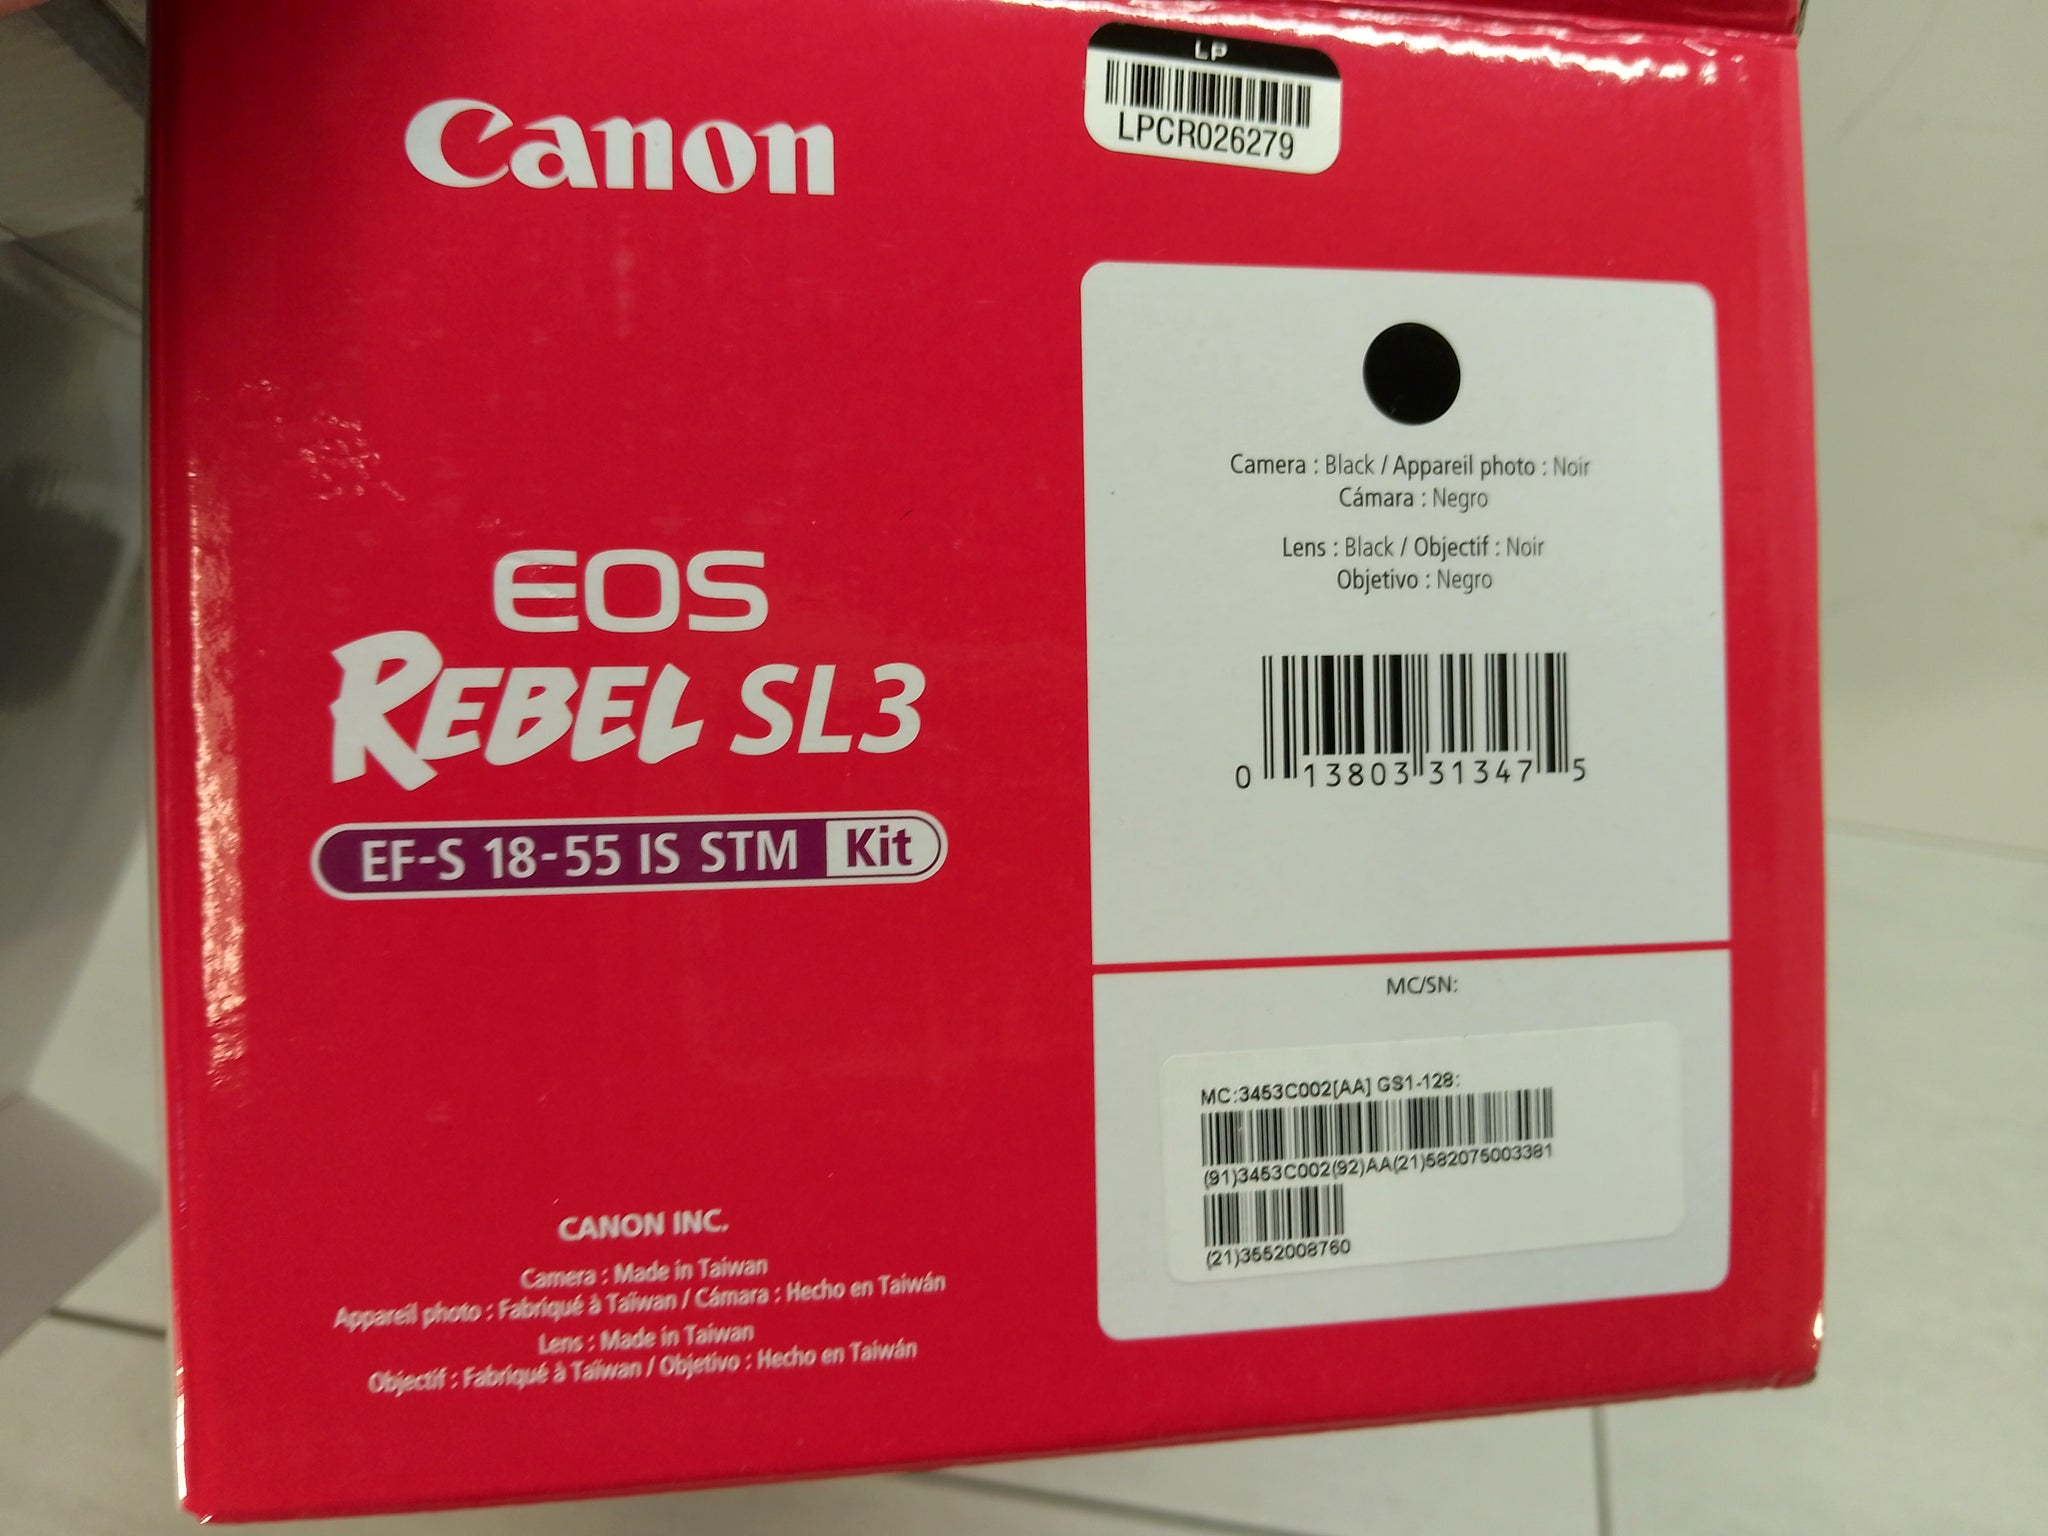 Canon
LP
LPCR026279
EOS
REBEL SL3
EF-S 18-55 IS STM Kit
CANON INC.
Camera : Made in Taiwan
Appareil photo : Fabriqué à Taïwan / Cámara : Hecho en Taiwán
Lens : Made in Taiwan
Objectif : Fabriqué à Taïwan / Objetivo : Hecho en Taiwán
Camera : Black / Appareil photo : Noir
Cámara : Negro
Lens : Black / Objectif : Noir
Objetivo : Negro
0 13803 31347 5
MC/SN:
MC:3453C002[AA] GS1-128:
(91)3453C002(92)AA(21)582075003381
(21)3552008760